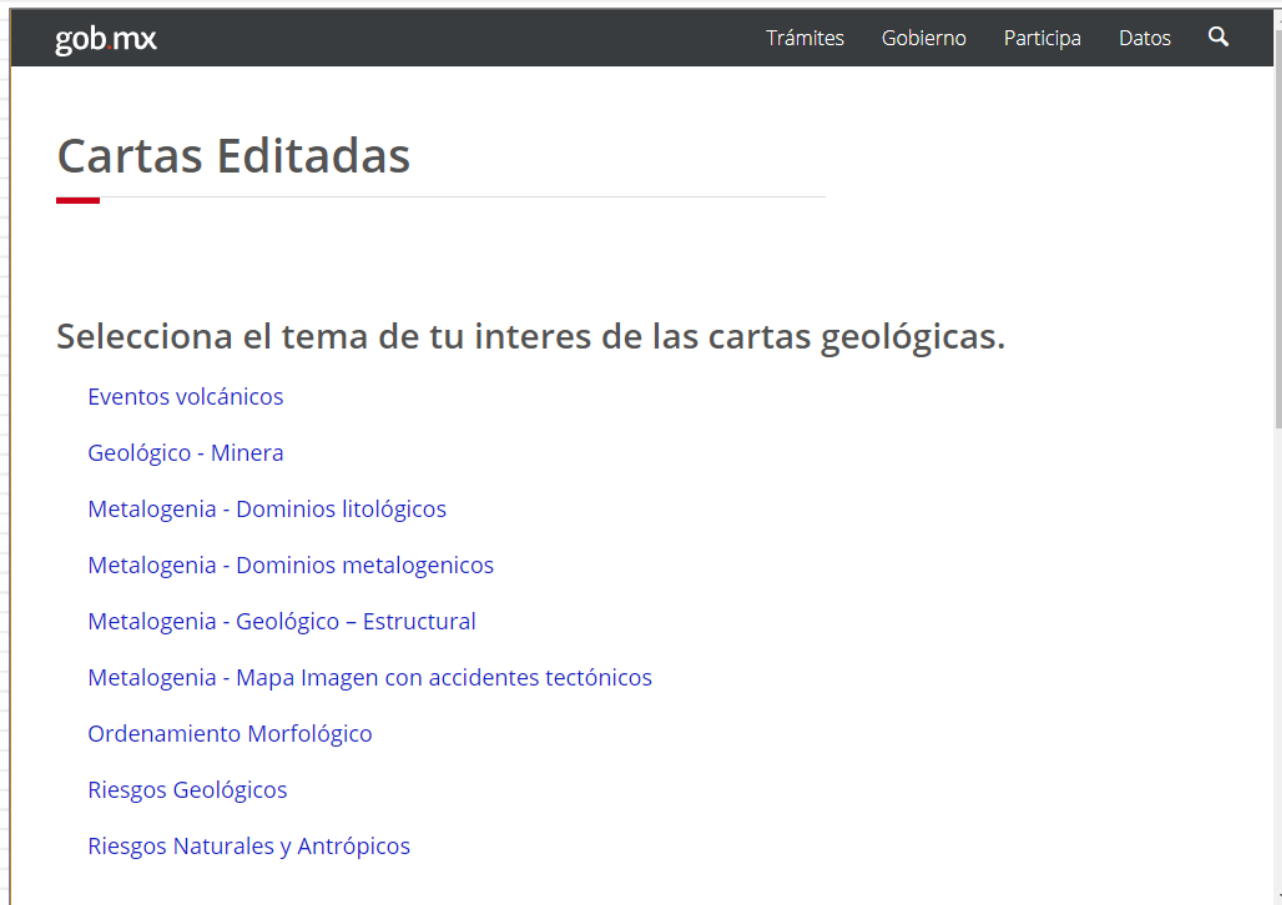 gob.mx
Trámites Gobierno Participa Datos
Cartas Editadas
Selecciona el tema de tu interes de las cartas geológicas.
Eventos volcánicos
Geológico - Minera
Metalogenia - Dominios litológicos
Metalogenia - Dominios metalogenicos
Metalogenia - Geológico – Estructural
Metalogenia - Mapa Imagen con accidentes tectónicos
Ordenamiento Morfológico
Riesgos Geológicos
Riesgos Naturales y Antrópicos